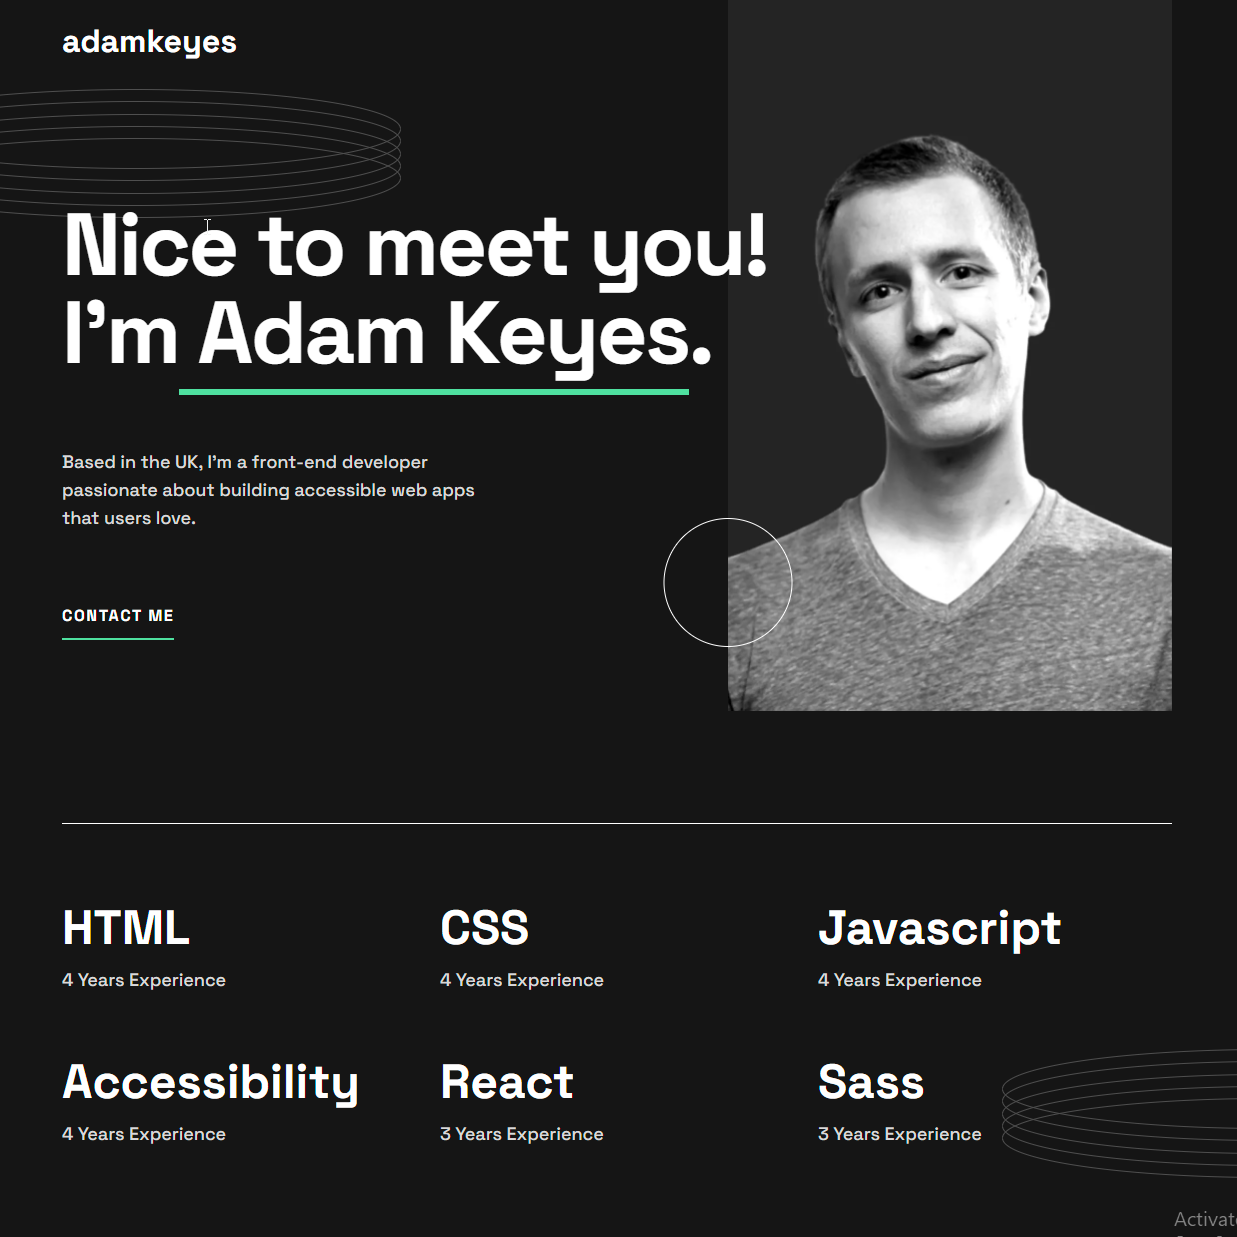 adamkeyes
Nice to meet you!
I’m Adam Keyes.
Based in the UK, I’m a front-end developer
passionate about building accessible web apps
that users love.
CONTACT ME
HTML
CSS
Javascript
4 Years Experience
4 Years Experience
4 Years Experience
Accessibility
React
Sass
4 Years Experience
3 Years Experience
3 Years Experience